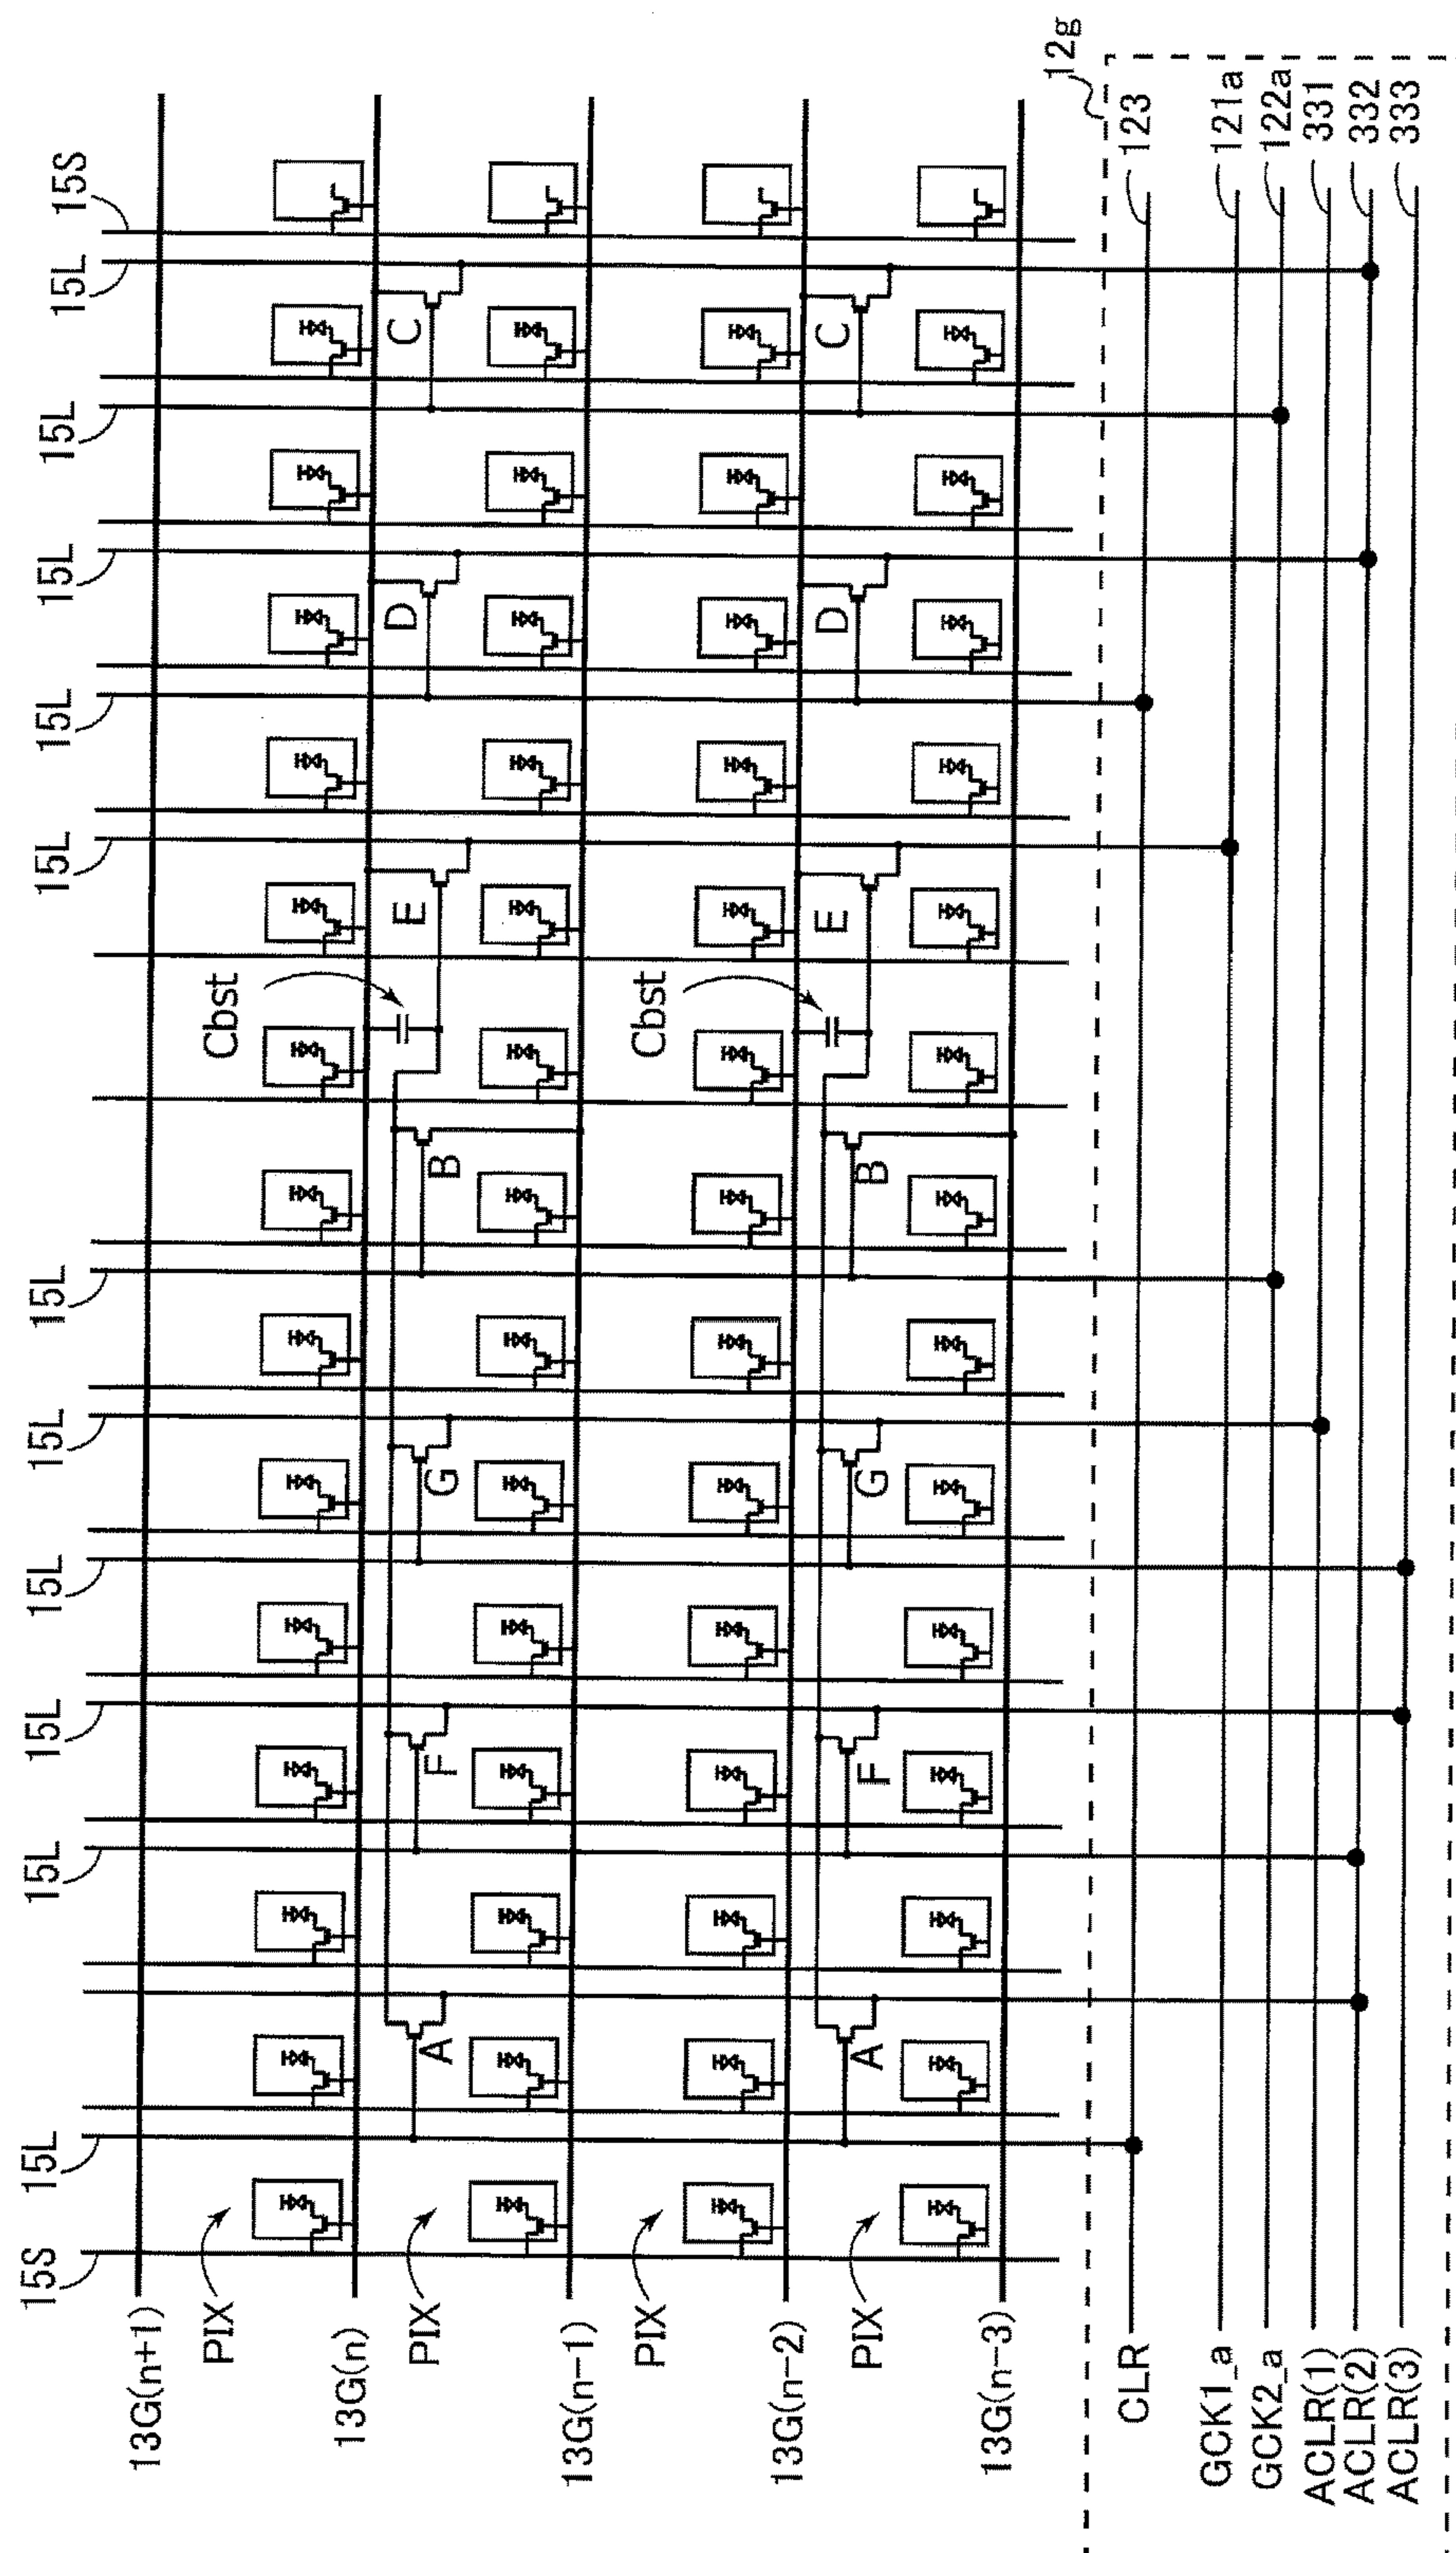 15S
15L
15L
15L
15L
15L
15L
15L
15L
15L
15L
15L
15S
13G(n+1)
PIX
13G(n)
A
F
G
B
Cbst
E
D
C
PIX
13G(n-1)
PIX
13G(n-2)
A
F
G
B
Cbst
E
D
C
PIX
13G(n-3)
12g
CLR
123
GCK1_a
121a
GCK2_a
122a
ACLR(1)
331
ACLR(2)
332
ACLR(3)
333